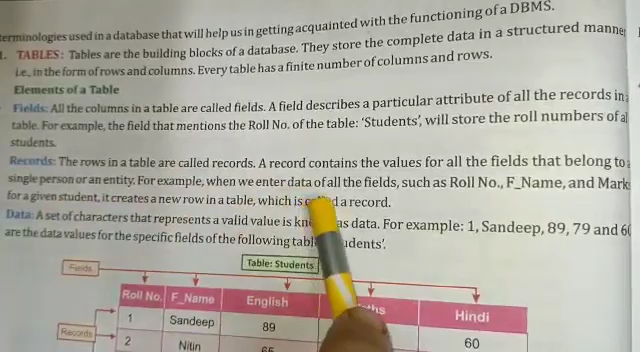 terminologies used in a database that will help us in getting acquainted with the functioning of a DBMS.
1. TABLES: Tables are the building blocks of a database. They store the complete data in a structured manner
i.e., in the form of rows and columns. Every table has a finite number of columns and rows.
Elements of a Table
Fields: All the columns in a table are called fields. A field describes a particular attribute of all the records in
table. For example, the field that mentions the Roll No. of the table: 'Students', will store the roll numbers of
students.
Records: The rows in a table are called records. A record contains the values for all the fields that belong to
single person or an entity. For example, when we enter data of all the fields, such as Roll No., F_Name, and Mark
for a given student, it creates a new row in a table, which is a record.
Data: A set of characters that represents a valid value is as data. For example: 1, Sandeep, 89, 79 and
are the data values for the specific fields of the following
Table: Students
Fields
Roll No. F_Name English Hindi
Records
1 Sandeep 89 60
2 Nitin